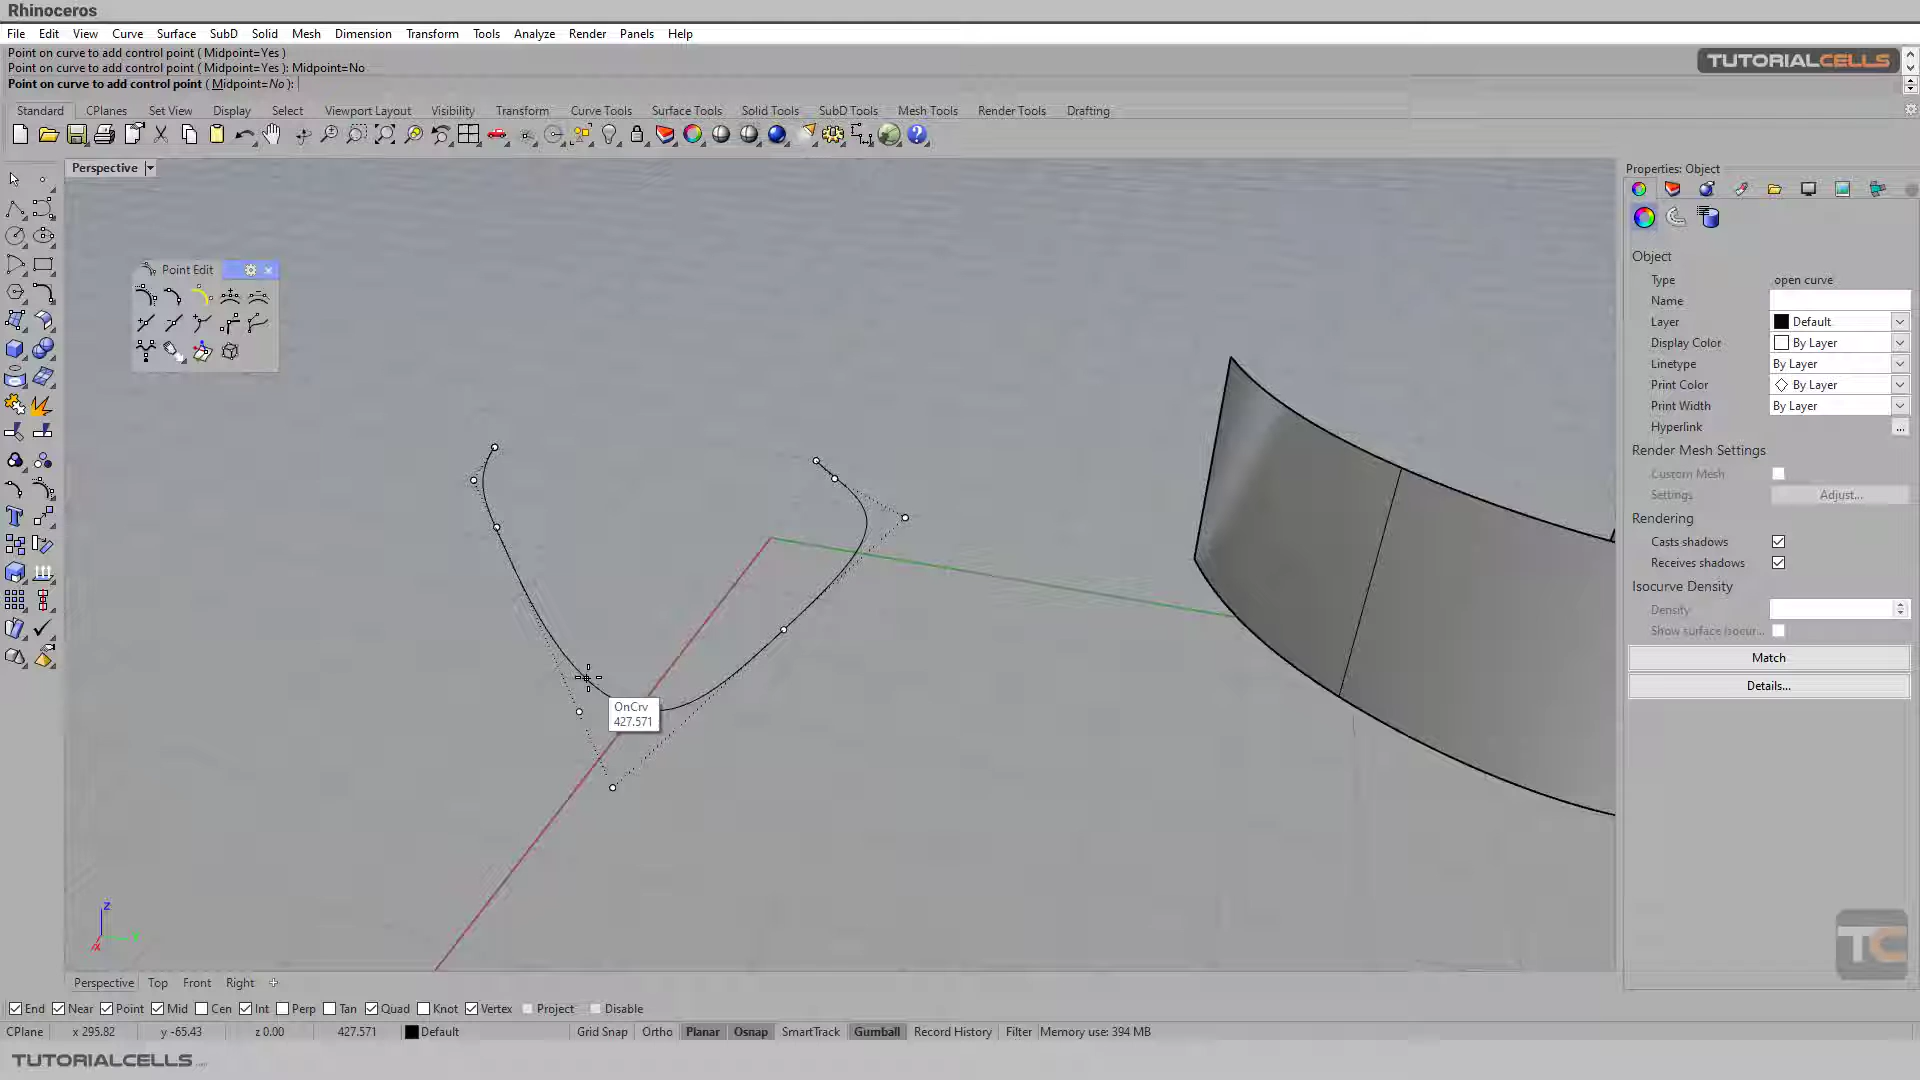 Rhinoceros
File Edit View Curve Surface SubD Solid Mesh Dimension Transform Tools Analyze Render Panels Help
Point on curve to add control point ( Midpoint=Yes )
Point on curve to add control point ( Midpoint=Yes ): Midpoint=No
Point on curve to add control point ( Midpoint=No ):
TUTORIALCELLS
Standard CPlanes Set View Display Select Viewport Layout Visibility Transform Curve Tools Surface Tools Solid Tools SubD Tools Mesh Tools Render Tools Drafting
Perspective
Properties: Object
Point Edit
Object
Type open curve
Name
Layer Default
Display Color By Layer
Linetype By Layer
Print Color By Layer
Print Width By Layer
Hyperlink ...
Render Mesh Settings
Custom Mesh
Settings Adjust...
Rendering
Casts shadows
Receives shadows
Isocurve Density
Density
Show surface isocur...
Match
Details...
OnCrv
427.571
z
x
TC
Perspective Top Front Right
End Near Point Mid Cen Int Perp Tan Quad Knot Vertex Project Disable
CPlane x 295.82 y -65.43 z 0.00 427.571 Default Grid Snap Ortho Planar Osnap SmartTrack Gumball Record History Filter Memory use: 394 MB
TUTORIALCELLS